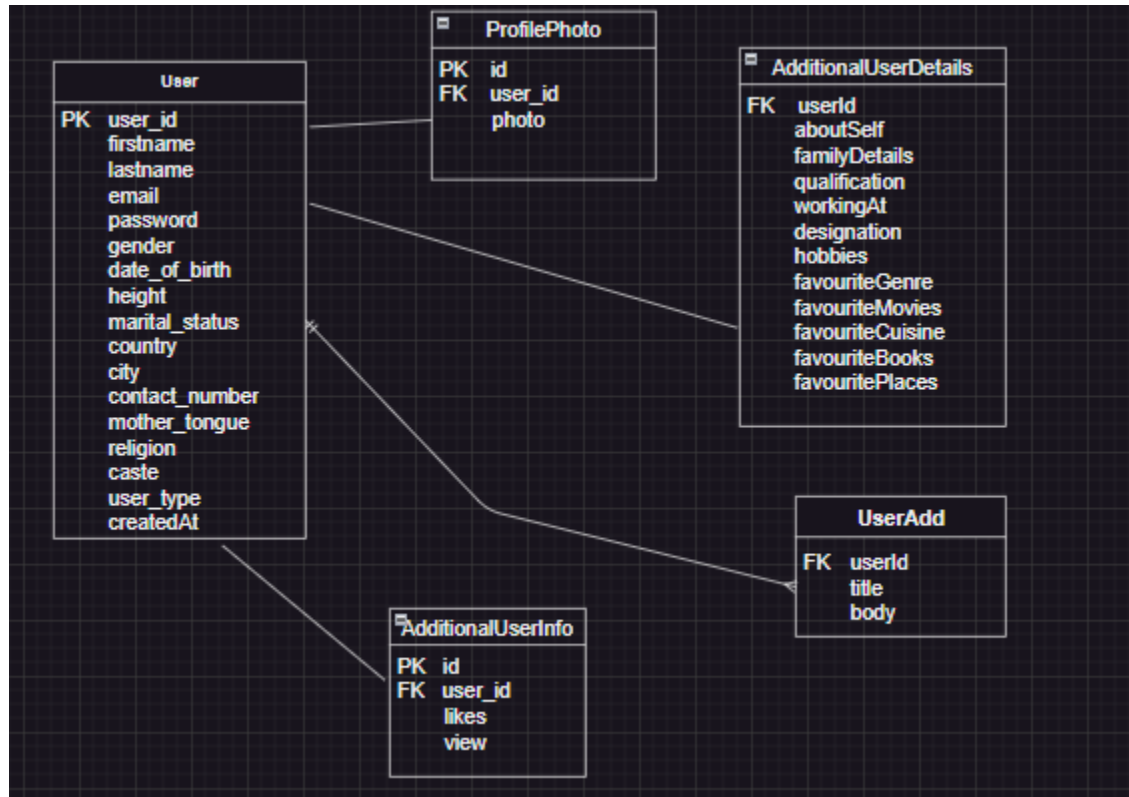 User
PK user_id
firstname
lastname
email
password
gender
date_of_birth
height
marital_status
country
city
contact_number
mother_tongue
religion
caste
user_type
createdAt
ProfilePhoto
PK id
FK user_id
photo
AdditionalUserDetails
FK userId
aboutSelf
familyDetails
qualification
workingAt
designation
hobbies
favouriteGenre
favouriteMovies
favouriteCuisine
favouriteBooks
favouritePlaces
UserAdd
FK userId
title
body
AdditionalUserInfo
PK id
FK user_id
likes
view